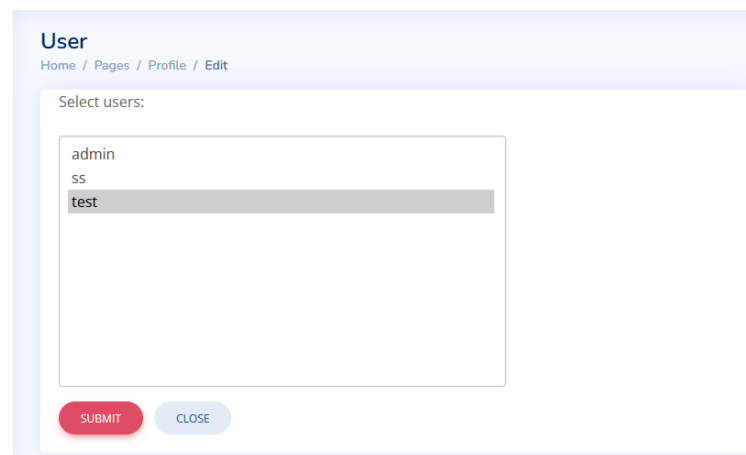 User
Home / Pages / Profile / Edit
Select users:
admin
ss
test
SUBMIT CLOSE